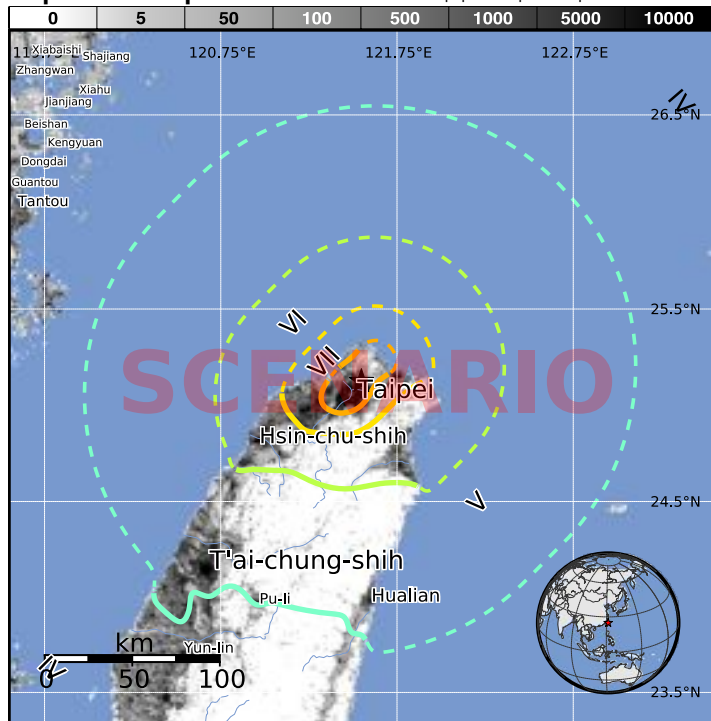 0 5 50 100 500 1000 5000 10000
120.75°E 121.75°E 122.75°E
Xiabaishi
Shajiang
Zhangwan
Xiahu
Jianjiang
IV
26.5°N
Beishan
Kengyuan
Dongdai
Guantou
Tantou
25.5°N
VI
VII
SCENARIO
Taipei
Hsin-chu-shih
V
24.5°N
T'ai-chung-shih
Pu-li
Hualian
Yun-lin
km
0 50 100
IV
23.5°N